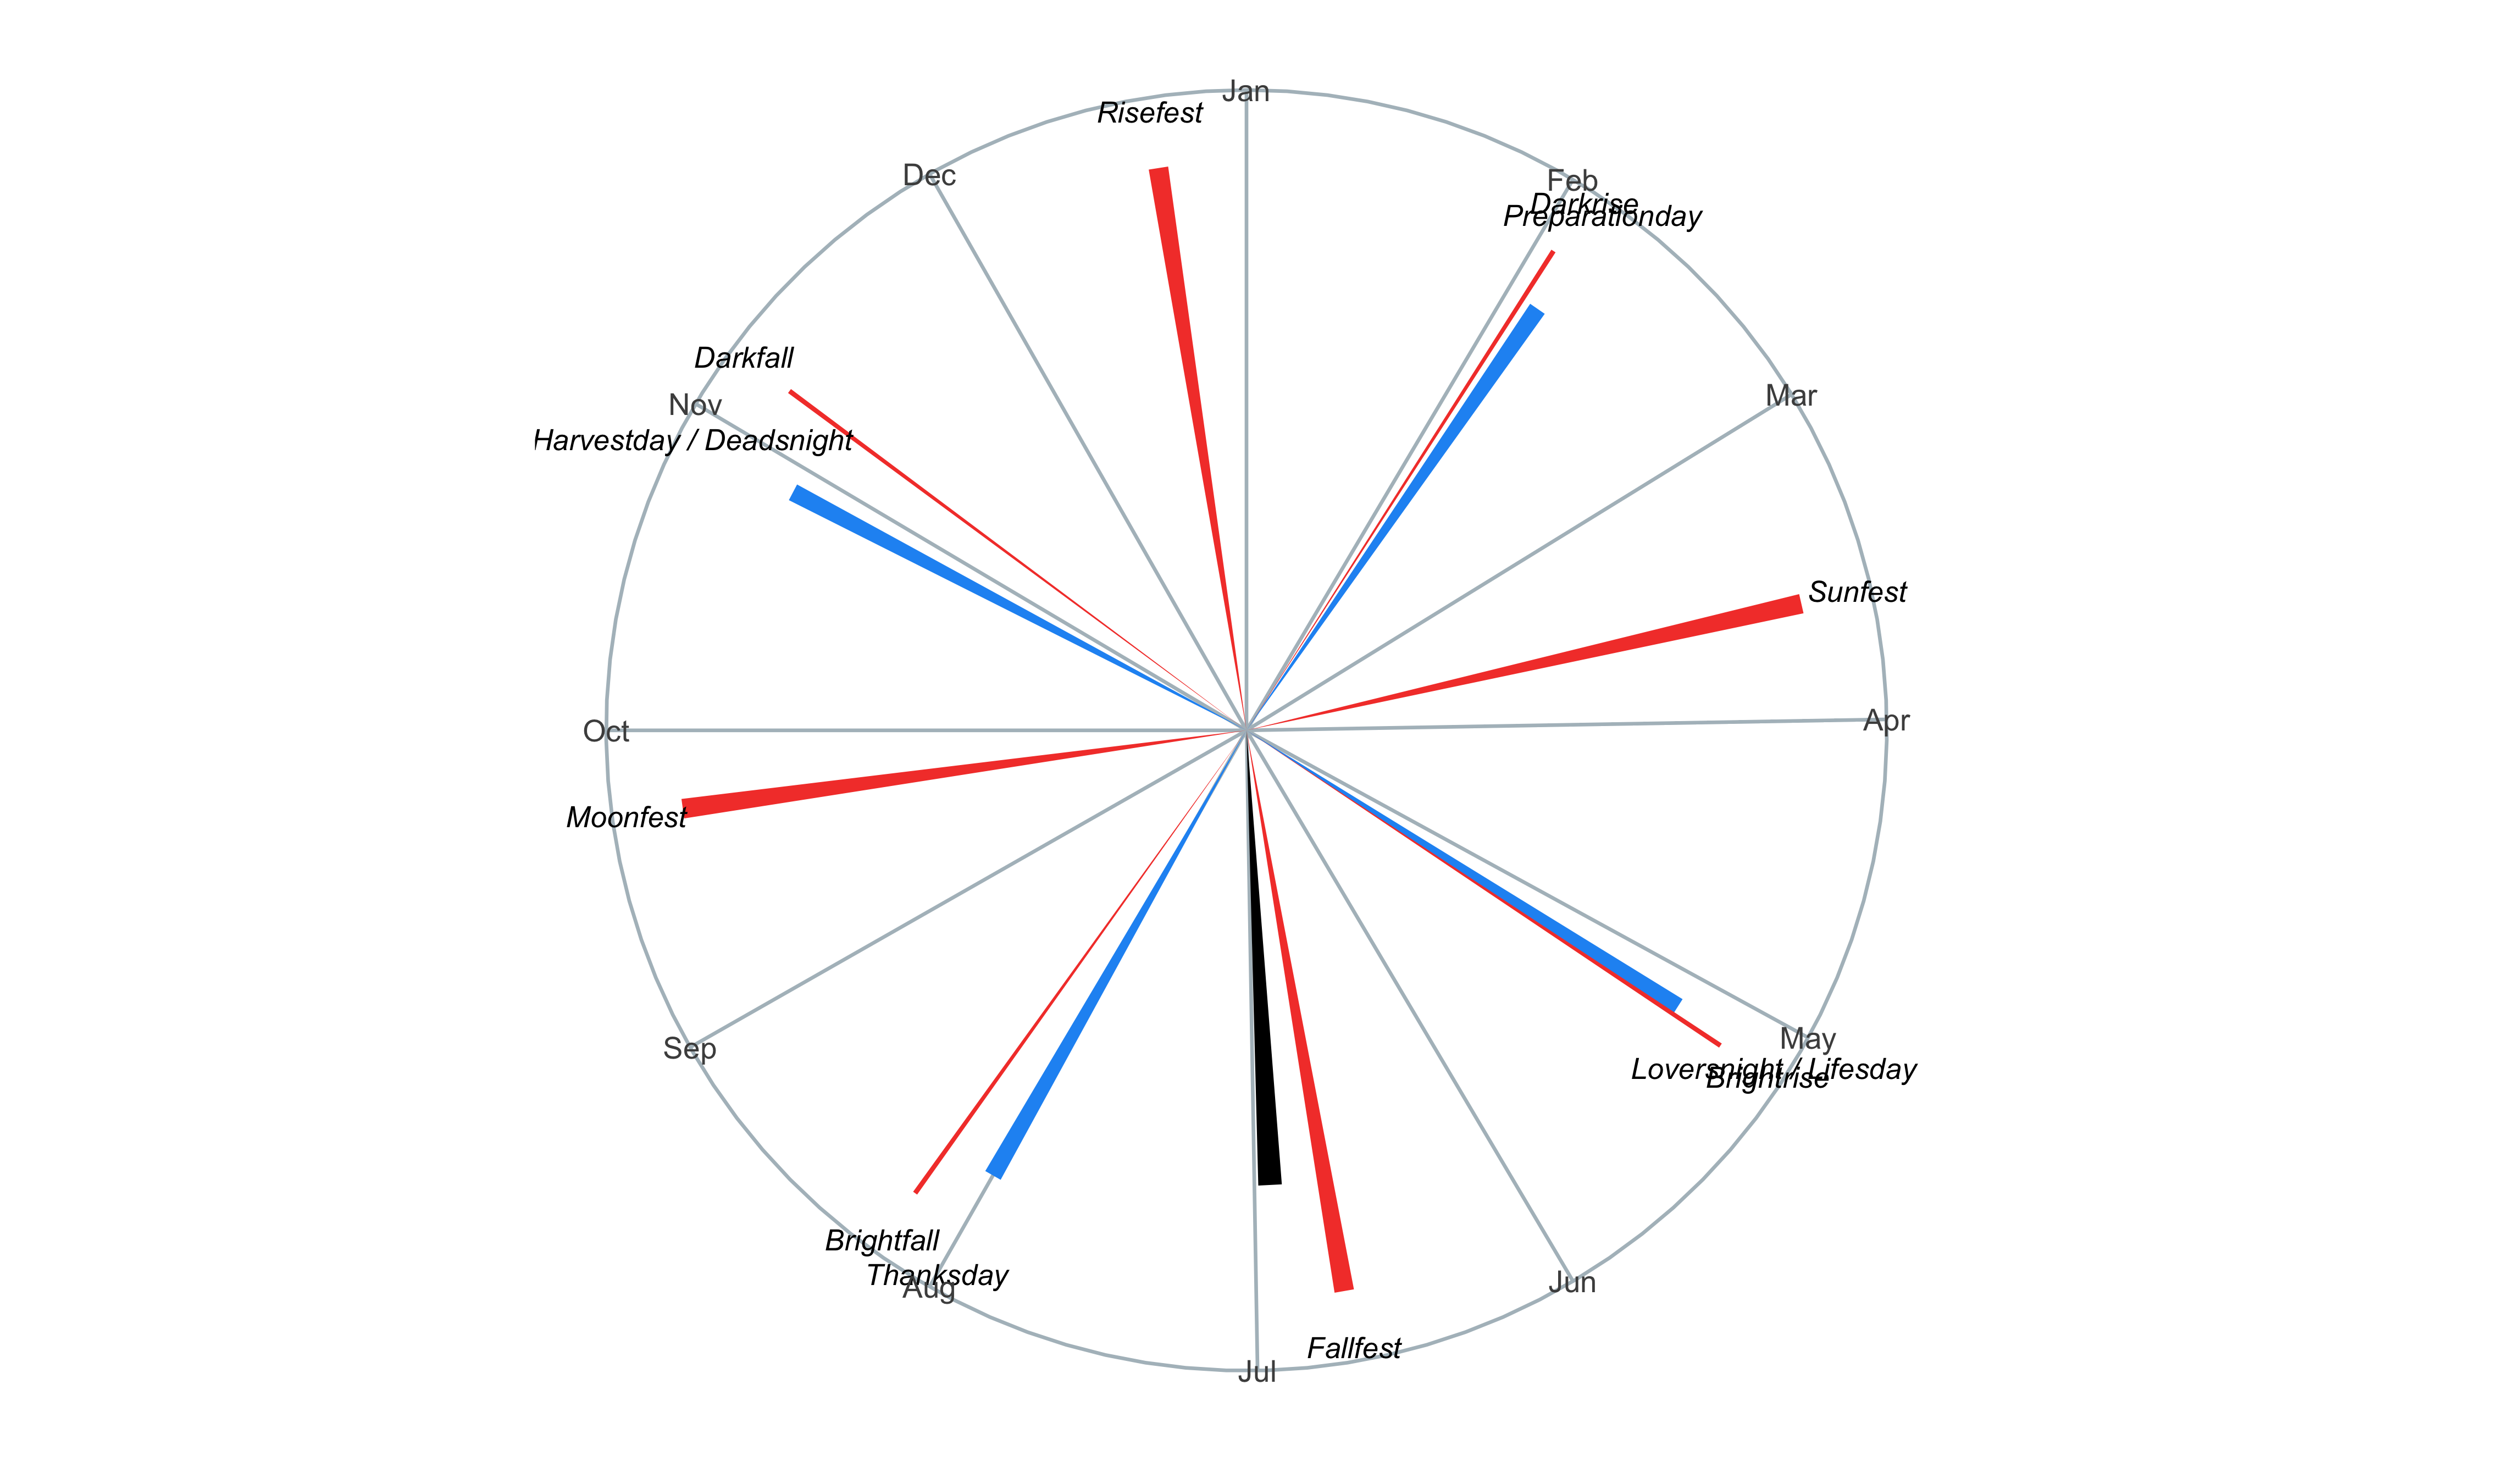 Jan
Risefest
Dec
Feb
Darkrise
Preparationday
Darkfall
Mar
Nov
Harvestday / Deadsnight
Sunfest
Apr
Oct
Moonfest
May
Sep
Loversnight / Lifesday
Brightrise
Brightfall
Thanksday
Aug
Jun
Fallfest
Jul